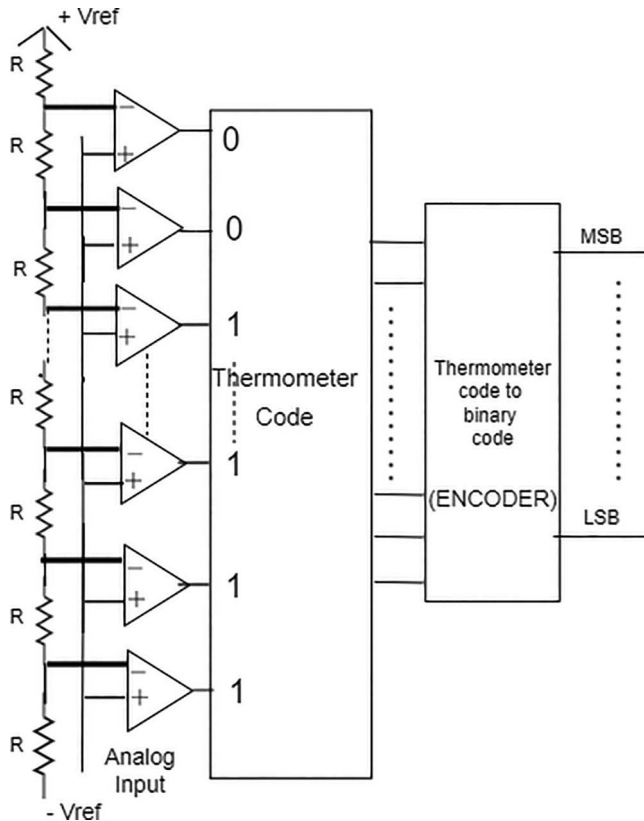 + Vref
R
R
R
R
R
R
R
- Vref
−
+
−
+
−
+
−
+
−
+
−
+
Analog
Input
0
0
1
1
1
1
Thermometer
Code
Thermometer
code to
binary
code
(ENCODER)
MSB
LSB